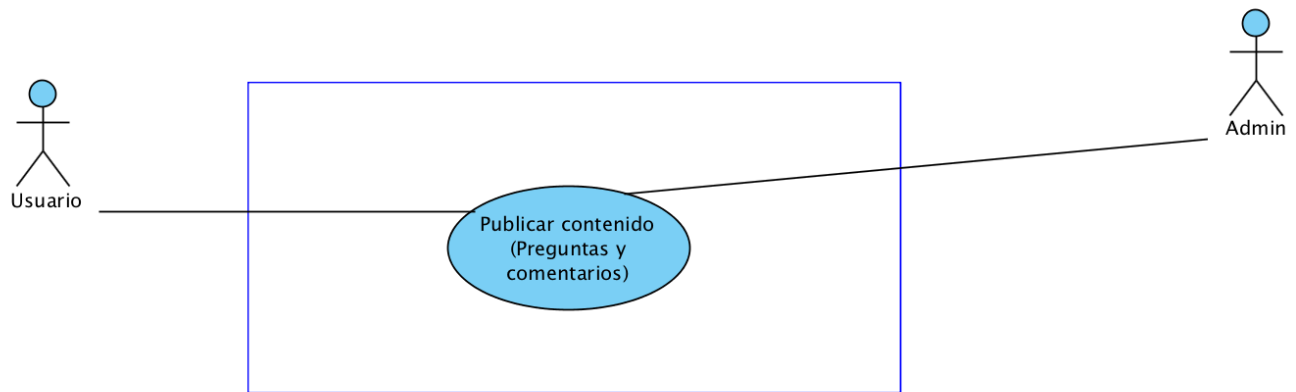 Admin
Usuario
Publicar contenido
(Preguntas y
comentarios)